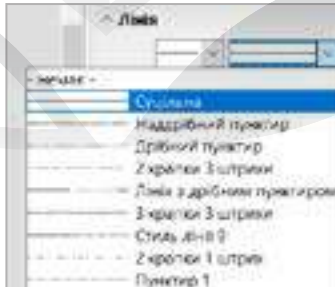 Лінія
- немає -
Суцільна
Наддрібний пунктир
Дрібний пунктир
2 крапки 3 штрихи
Лінія з дрібним пунктиром
3 крапки 3 штрихи
Стиль лінії 9
2 крапки 1 штрих
Пунктир 1